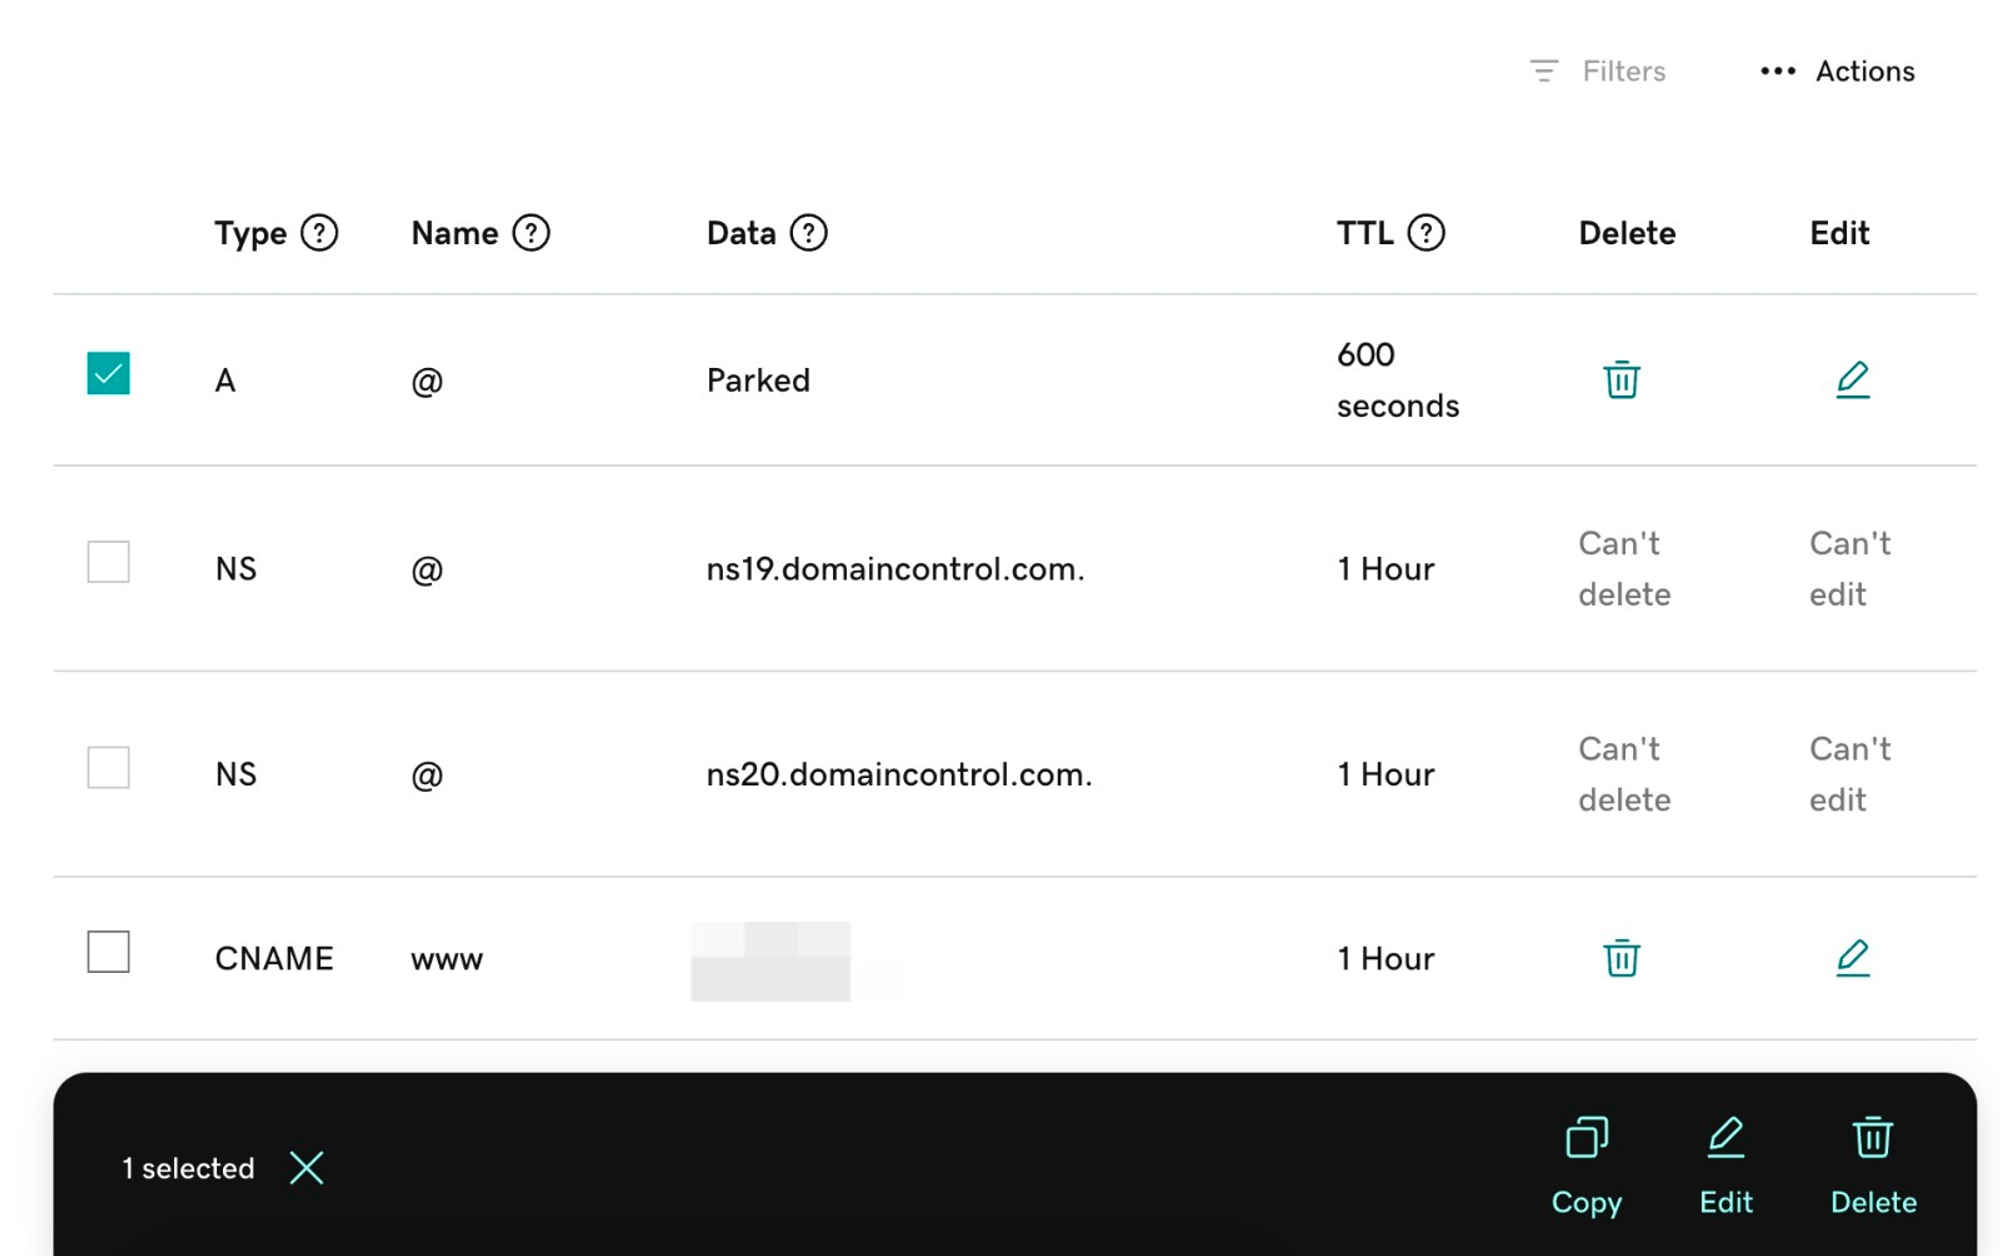 Filters
Actions
Type Name Data TTL Delete Edit
A @ Parked 600 seconds
NS @ ns19.domaincontrol.com. 1 Hour Can't delete Can't edit
NS @ ns20.domaincontrol.com. 1 Hour Can't delete Can't edit
CNAME www 1 Hour
1 selected
Copy Edit Delete